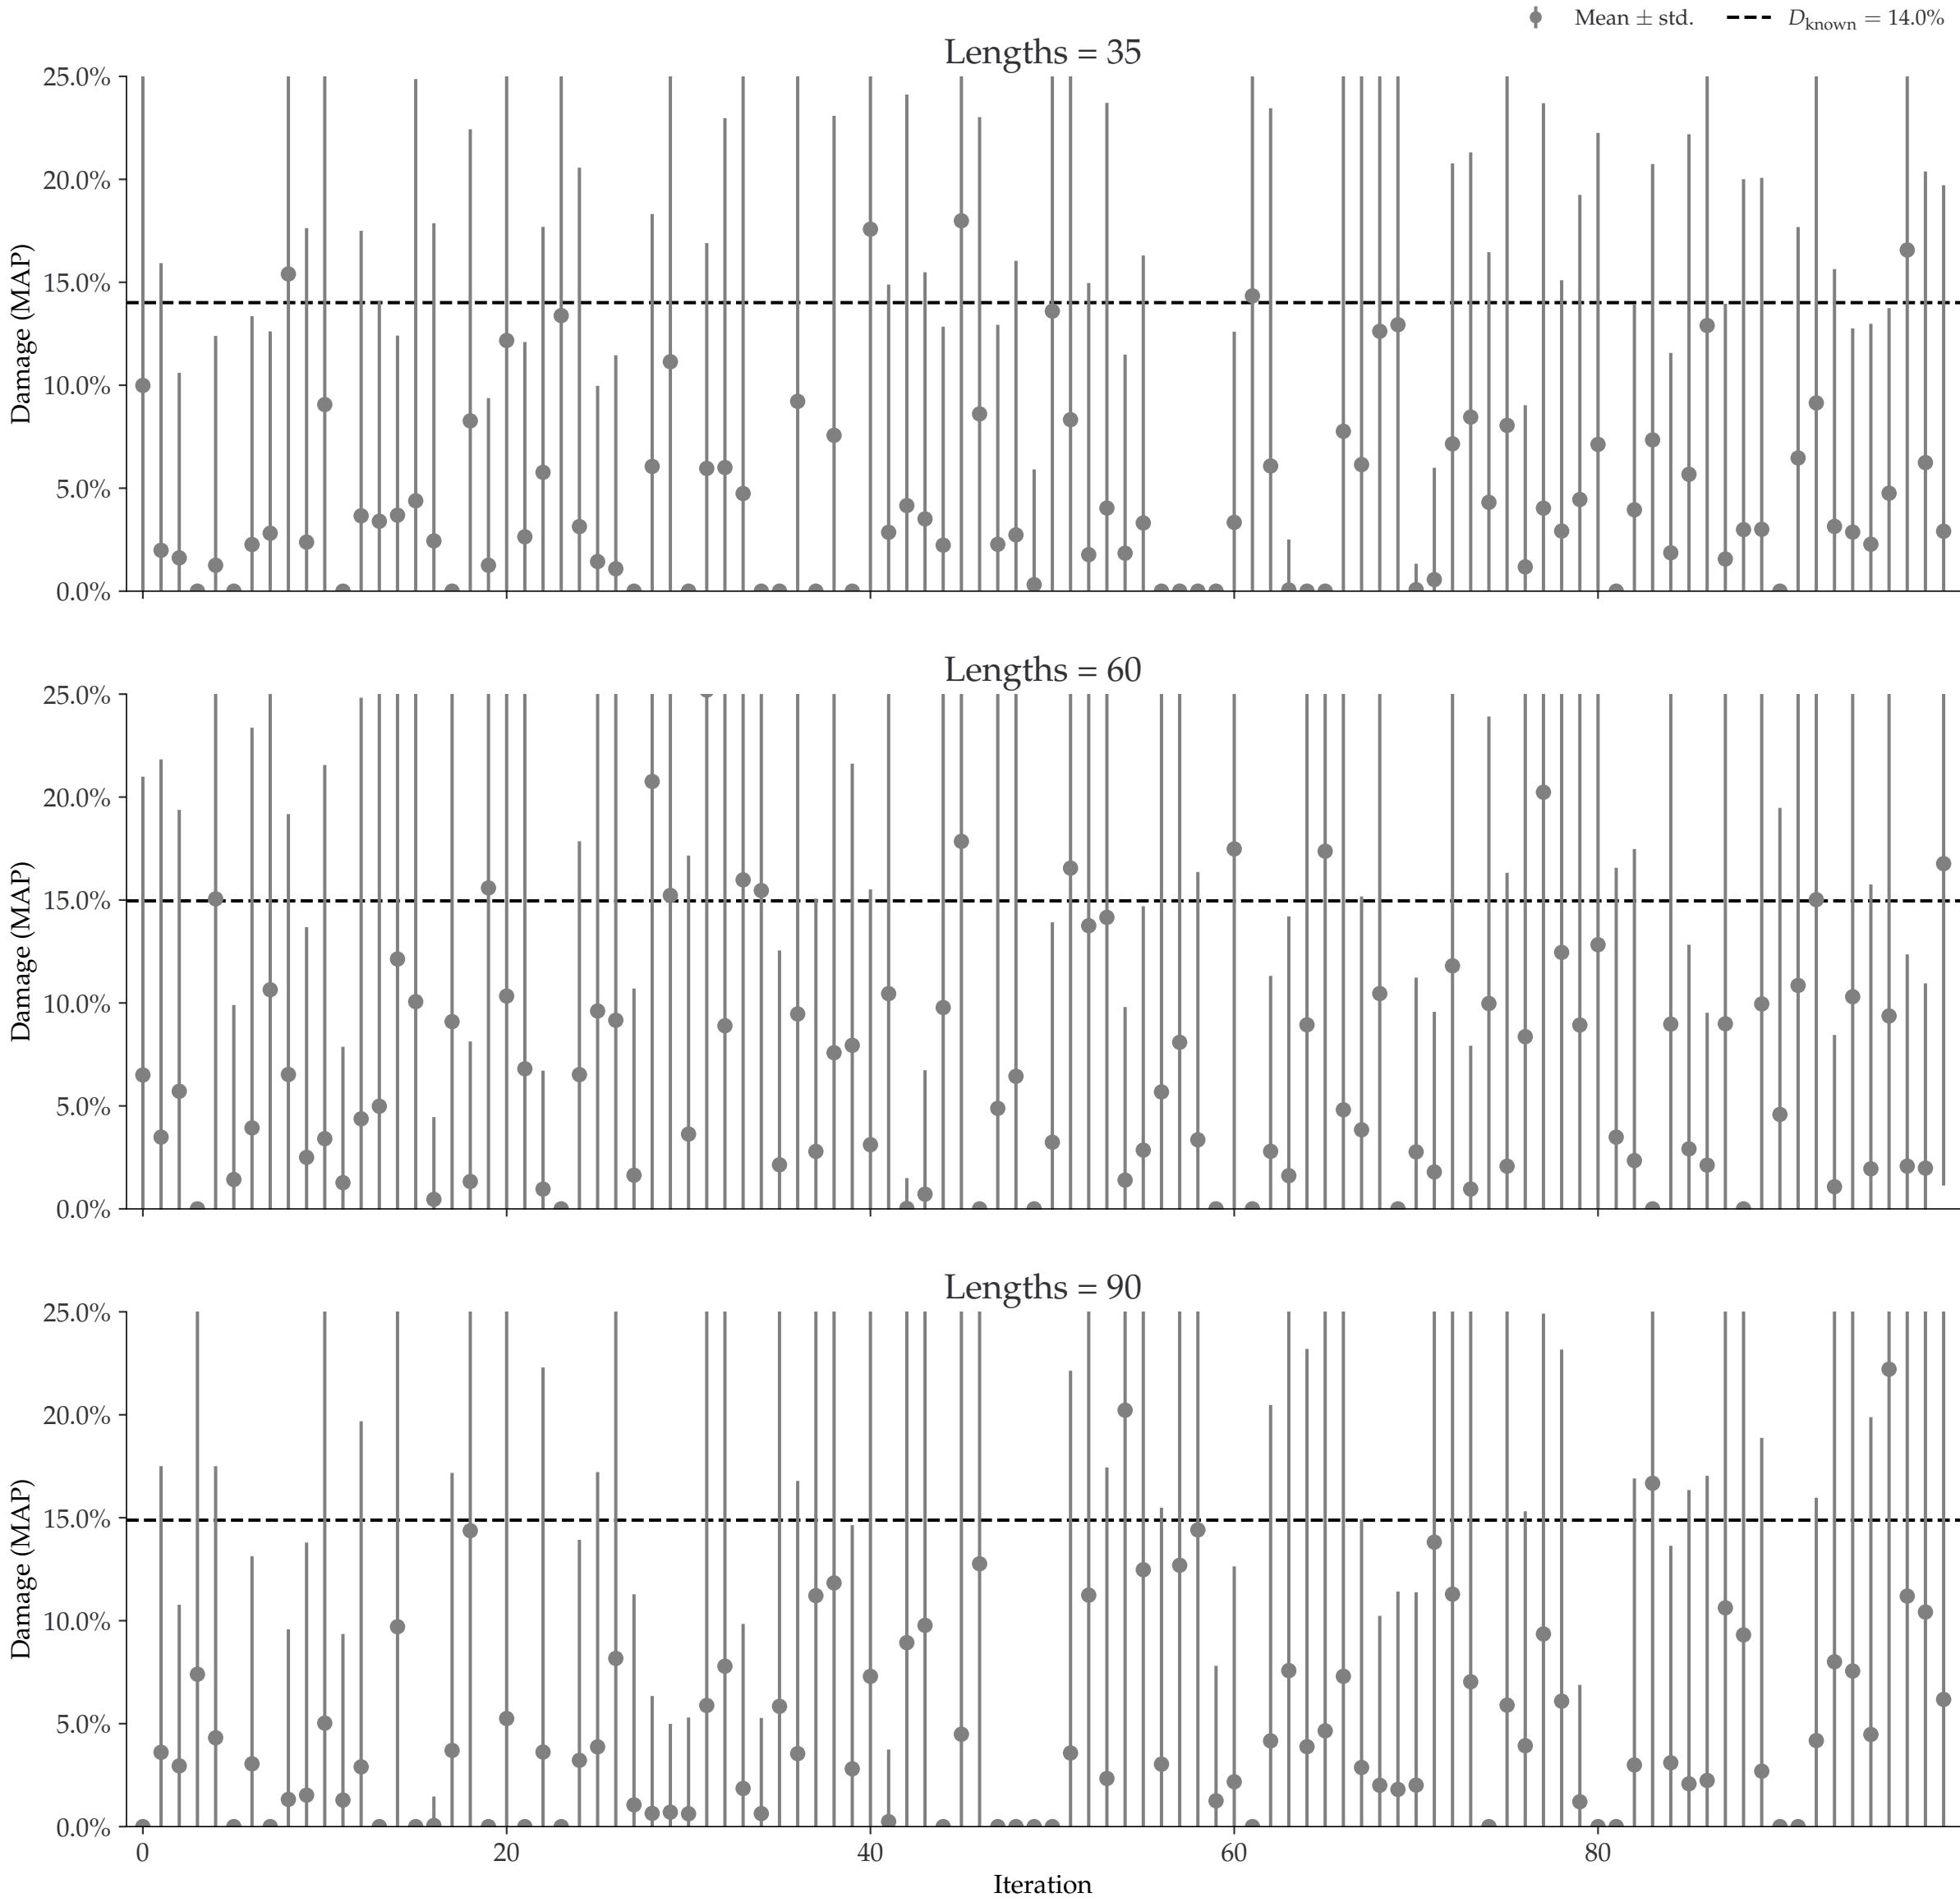 Mean ± std.
D_known = 14.0%
Lengths = 35
25.0%
20.0%
15.0%
10.0%
5.0%
0.0%
Damage (MAP)
Lengths = 60
25.0%
20.0%
15.0%
10.0%
5.0%
0.0%
Damage (MAP)
Lengths = 90
25.0%
20.0%
15.0%
10.0%
5.0%
0.0%
Damage (MAP)
0 20 40 60 80
Iteration